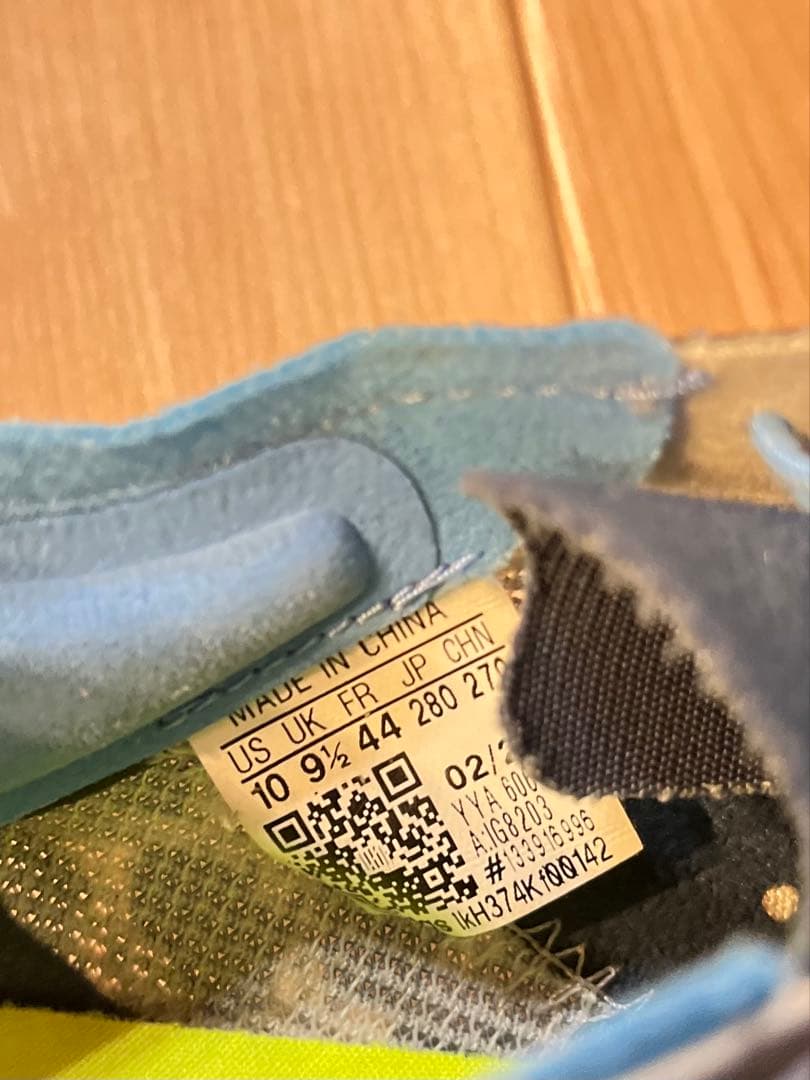 MADE IN CHINA
US UK FR JP CHN
10 9½ 44 280 270
02/2
YYA 600
A:IG8203
#133916996
IkH374Kf00142